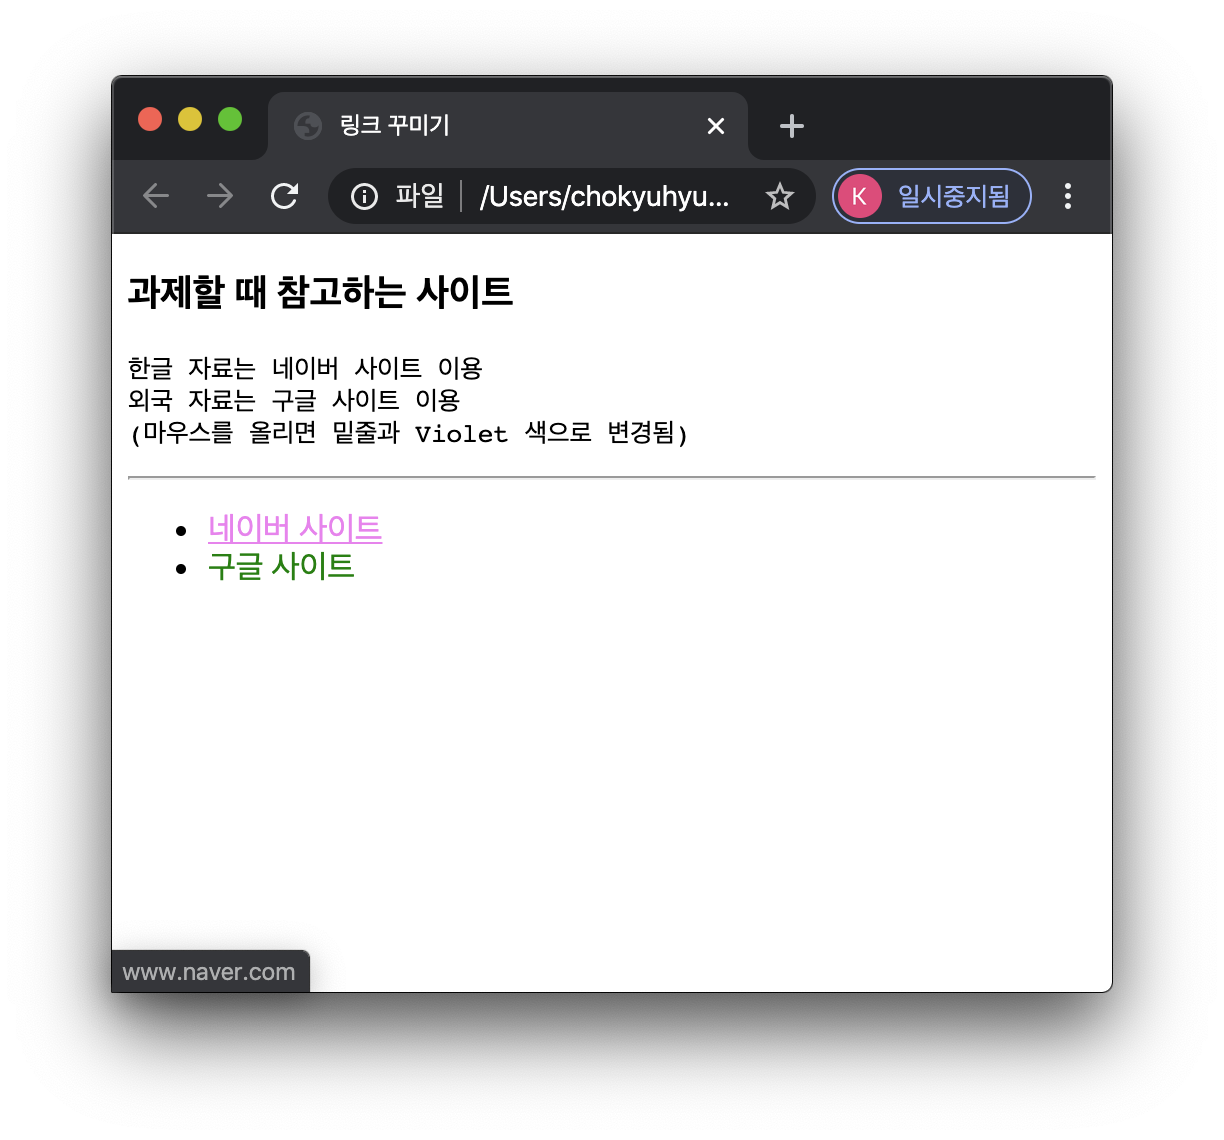 링크 꾸미기
파일 /Users/chokyuhyu...
K 일시중지됨
과제할 때 참고하는 사이트
한글 자료는 네이버 사이트 이용
외국 자료는 구글 사이트 이용
(마우스를 올리면 밑줄과 Violet 색으로 변경됨)
네이버 사이트
구글 사이트
www.naver.com